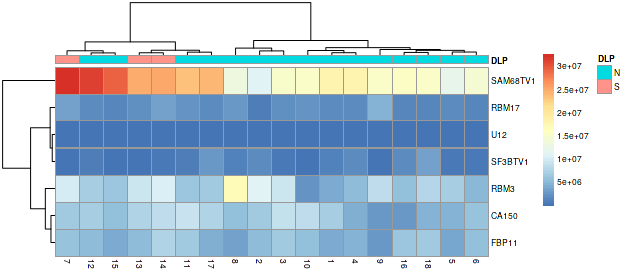 DLP
SAM68TV1
RBM17
U12
SF3BTV1
RBM3
CA150
FBP11
7 12 15 13 14 11 17 8 2 3 10 1 4 9 16 18 5 6
3e+07
2.5e+07
2e+07
1.5e+07
1e+07
5e+06
DLP
N
S